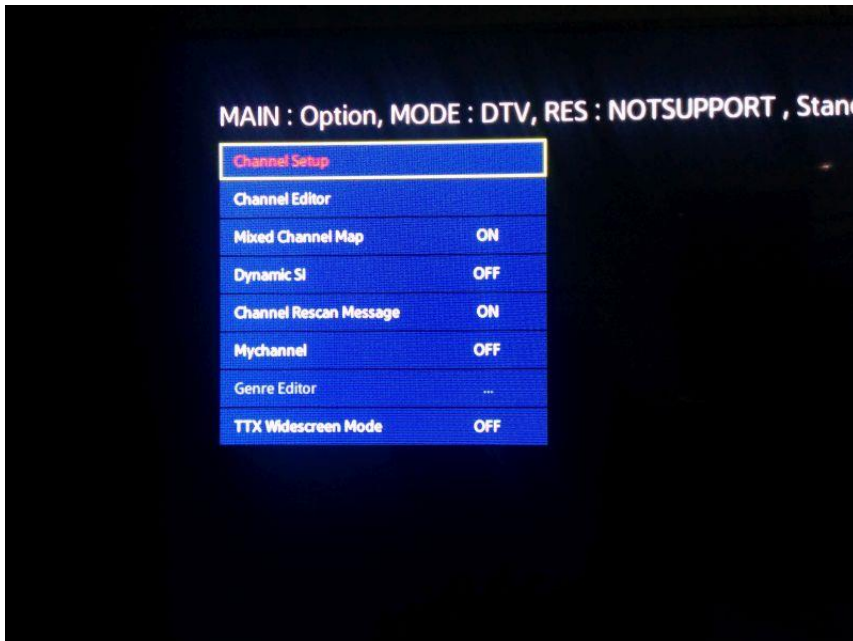 MAIN : Option, MODE : DTV, RES : NOTSUPPORT , Stan
Channel Setup
Channel Editor
Mixed Channel Map ON
Dynamic SI OFF
Channel Rescan Message ON
Mychannel OFF
Genre Editor ...
TTX Widescreen Mode OFF